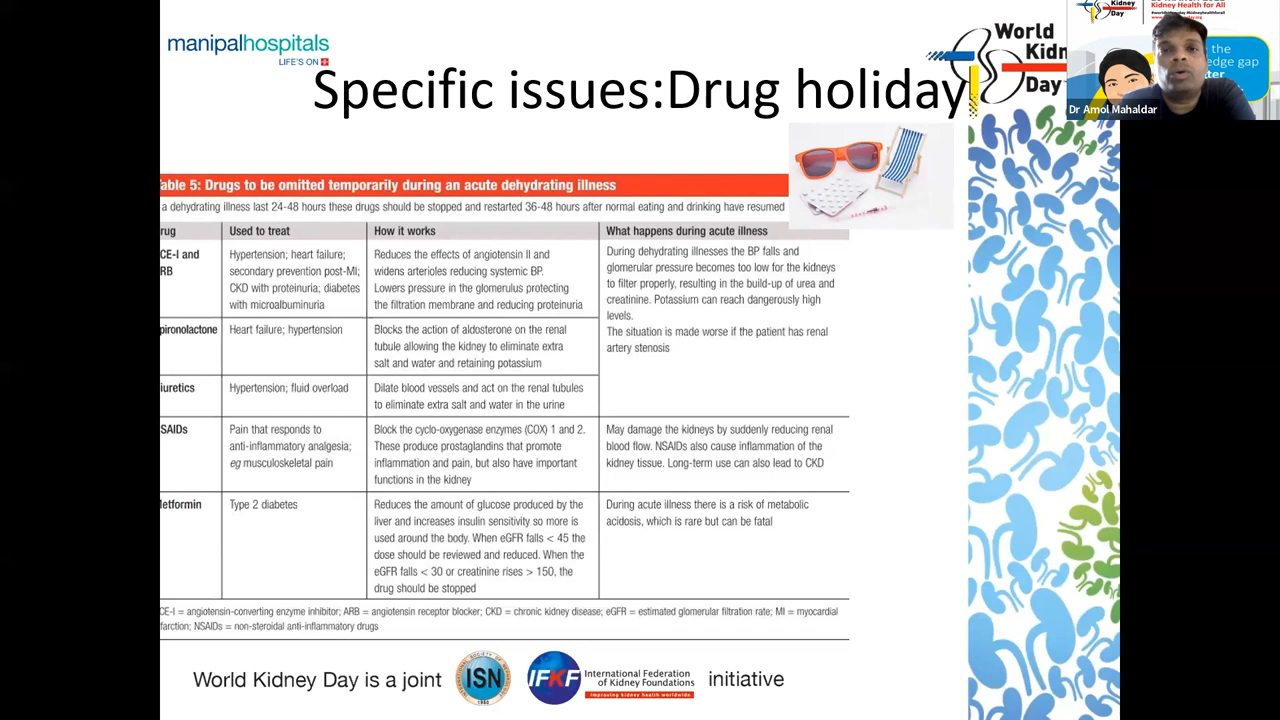 manipalhospitals
LIFE'S ON
Specific issues:Drug holiday
World
Day
Kidney
Day
Kidney Health for All
the
edge gap
Dr Amol Mahaldar
able 5: Drugs to be omitted temporarily during an acute dehydrating illness
a dehydrating illness last 24-48 hours these drugs should be stopped and restarted 36-48 hours after normal eating and drinking have resumed
rug
Used to treat
How it works
What happens during acute illness
CE-I and
RB
Hypertension; heart failure;
secondary prevention post-MI;
CKD with proteinuria; diabetes
with microalbuminuria
Reduces the effects of angiotensin II and
widens arterioles reducing systemic BP.
Lowers pressure in the glomerulus protecting
the filtration membrane and reducing proteinuria
During dehydrating illnesses the BP falls and
glomerular pressure becomes too low for the kidneys
to filter properly, resulting in the build-up of urea and
creatinine. Potassium can reach dangerously high
levels.
The situation is made worse if the patient has renal
artery stenosis
pironolactone
Heart failure; hypertension
Blocks the action of aldosterone on the renal
tubule allowing the kidney to eliminate extra
salt and water and retaining potassium
iuretics
Hypertension; fluid overload
Dilate blood vessels and act on the renal tubules
to eliminate extra salt and water in the urine
SAIDs
Pain that responds to
anti-inflammatory analgesia;
eg musculoskeletal pain
Block the cyclo-oxygenase enzymes (COX) 1 and 2.
These produce prostaglandins that promote
inflammation and pain, but also have important
functions in the kidney
May damage the kidneys by suddenly reducing renal
blood flow. NSAIDs also cause inflammation of the
kidney tissue. Long-term use can also lead to CKD
etformin
Type 2 diabetes
Reduces the amount of glucose produced by the
liver and increases insulin sensitivity so more is
used around the body. When eGFR falls < 45 the
dose should be reviewed and reduced. When the
eGFR falls < 30 or creatinine rises > 150, the
drug should be stopped
During acute illness there is a risk of metabolic
acidosis, which is rare but can be fatal
CE-I = angiotensin-converting enzyme inhibitor; ARB = angiotensin receptor blocker; CKD = chronic kidney disease; eGFR = estimated glomerular filtration rate; MI = myocardial
farction; NSAIDs = non-steroidal anti-inflammatory drugs
World Kidney Day is a joint
ISN
IFKF
International Federation
of Kidney Foundations
improving kidney health worldwide
initiative